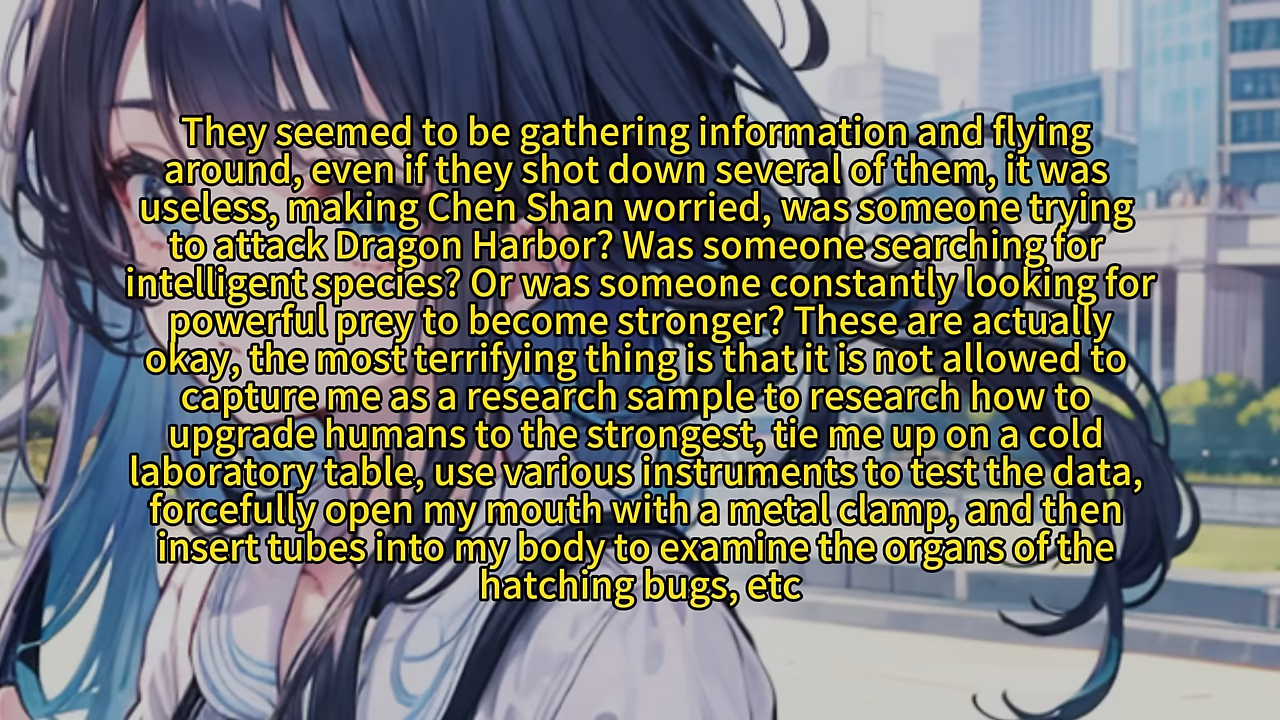 They seemed to be gathering information and flying
around, even if they shot down several of them, it was
useless, making Chen Shan worried, was someone trying
to attack Dragon Harbor? Was someone searching for
intelligent species? Or was someone constantly looking for
powerful prey to become stronger? These are actually
okay, the most terrifying thing is that it is not allowed to
capture me as a research sample to research how to
upgrade humans to the strongest, tie me up on a cold
laboratory table, use various instruments to test the data,
forcefully open my mouth with a metal clamp, and then
insert tubes into my body to examine the organs of the
hatching bugs, etc